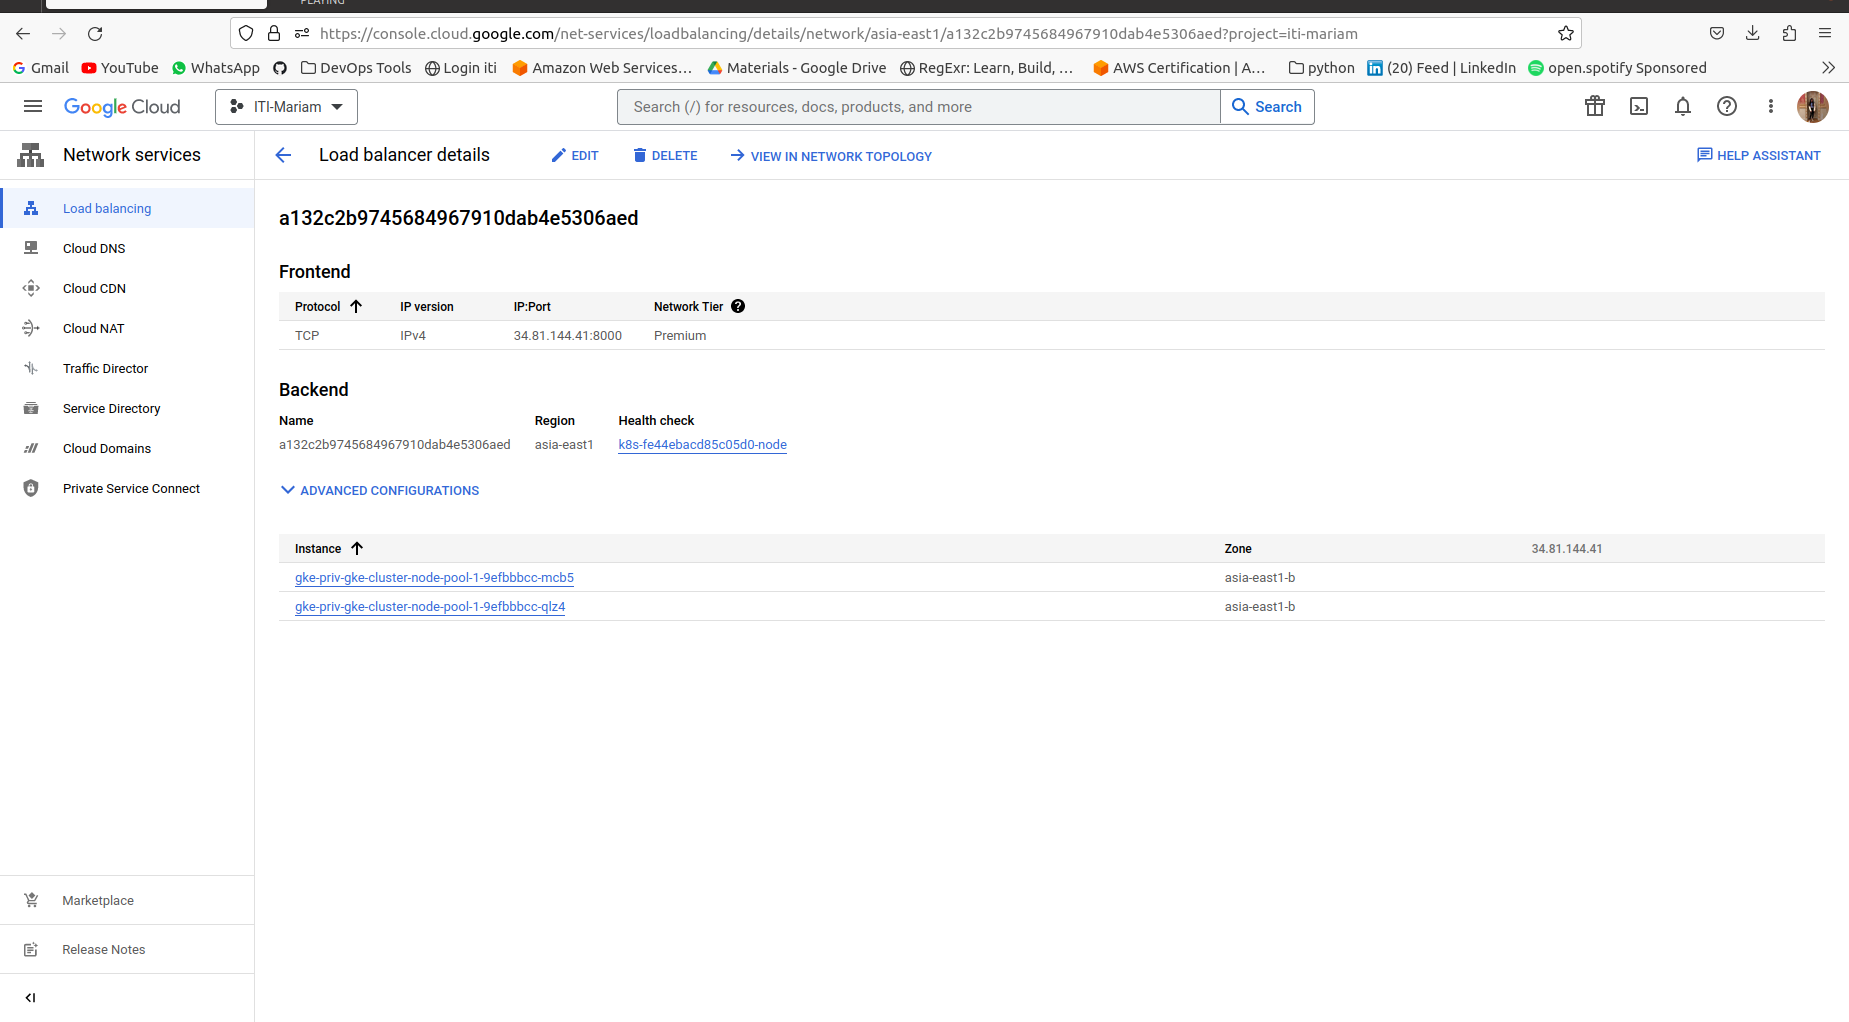 PLAYING
https://console.cloud.google.com/net-services/loadbalancing/details/network/asia-east1/a132c2b9745684967910dab4e5306aed?project=iti-mariam
Gmail YouTube WhatsApp DevOps Tools Login iti Amazon Web Services... Materials - Google Drive RegExr: Learn, Build, ... AWS Certification | A... python (20) Feed | LinkedIn open.spotify Sponsored
Google Cloud ITI-Mariam Search (/) for resources, docs, products, and more Search
Network services
Load balancing
Cloud DNS
Cloud CDN
Cloud NAT
Traffic Director
Service Directory
Cloud Domains
Private Service Connect
Marketplace
Release Notes
Load balancer details EDIT DELETE VIEW IN NETWORK TOPOLOGY HELP ASSISTANT
a132c2b9745684967910dab4e5306aed
Frontend
Protocol IP version IP:Port Network Tier
TCP IPv4 34.81.144.41:8000 Premium
Backend
Name Region Health check
a132c2b9745684967910dab4e5306aed asia-east1 k8s-fe44ebacd85c05d0-node
ADVANCED CONFIGURATIONS
Instance Zone 34.81.144.41
gke-priv-gke-cluster-node-pool-1-9efbbbcc-mcb5 asia-east1-b
gke-priv-gke-cluster-node-pool-1-9efbbbcc-qlz4 asia-east1-b